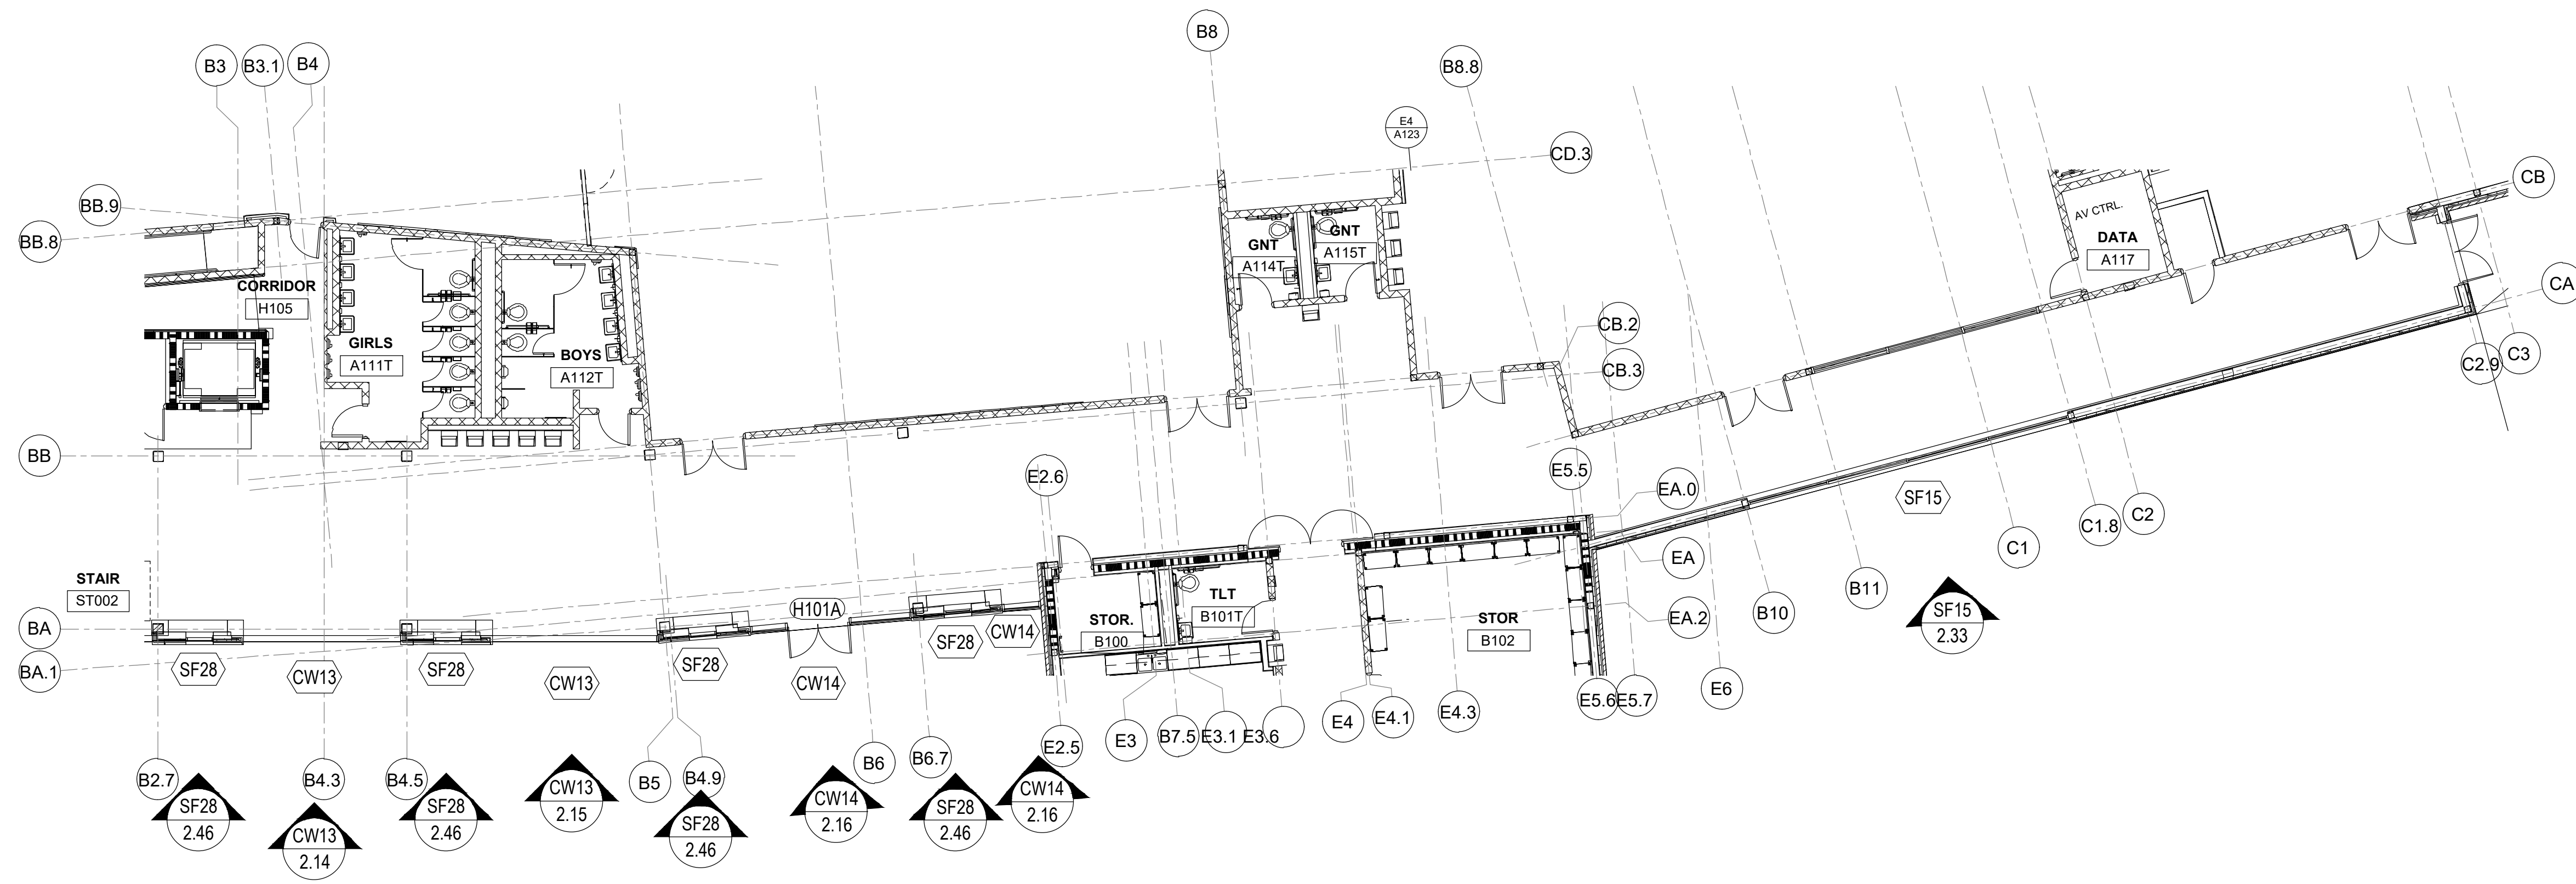 B8
B3
B3.1
B4
B8.8
E4
A123
CD.3
CB
BB.9
BB.8
AV CTRL.
GNT
A114T
GNT
A115T
DATA
A117
CORRIDOR
H105
CA
CB.2
GIRLS
A111T
BOYS
A112T
CB.3
C2.9
C3
BB
E2.6
E5.5
EA.0
SF15
C2
C1.8
C1
EA
B11
B10
STAIR
ST002
BA
BA.1
H101A
STOR.
B100
TLT
B101T
STOR
B102
EA.2
SF15
2.33
SF28
CW13
SF28
CW13
SF28
CW14
SF28
CW14
E5.6
E5.7
E6
E4
E4.1
E4.3
E2.5
E3
B7.5
E3.1
E3.6
B2.7
B4.3
B4.5
B5
B4.9
B6
B6.7
SF28
2.46
CW13
2.14
SF28
2.46
CW13
2.15
SF28
2.46
CW14
2.16
SF28
2.46
CW14
2.16